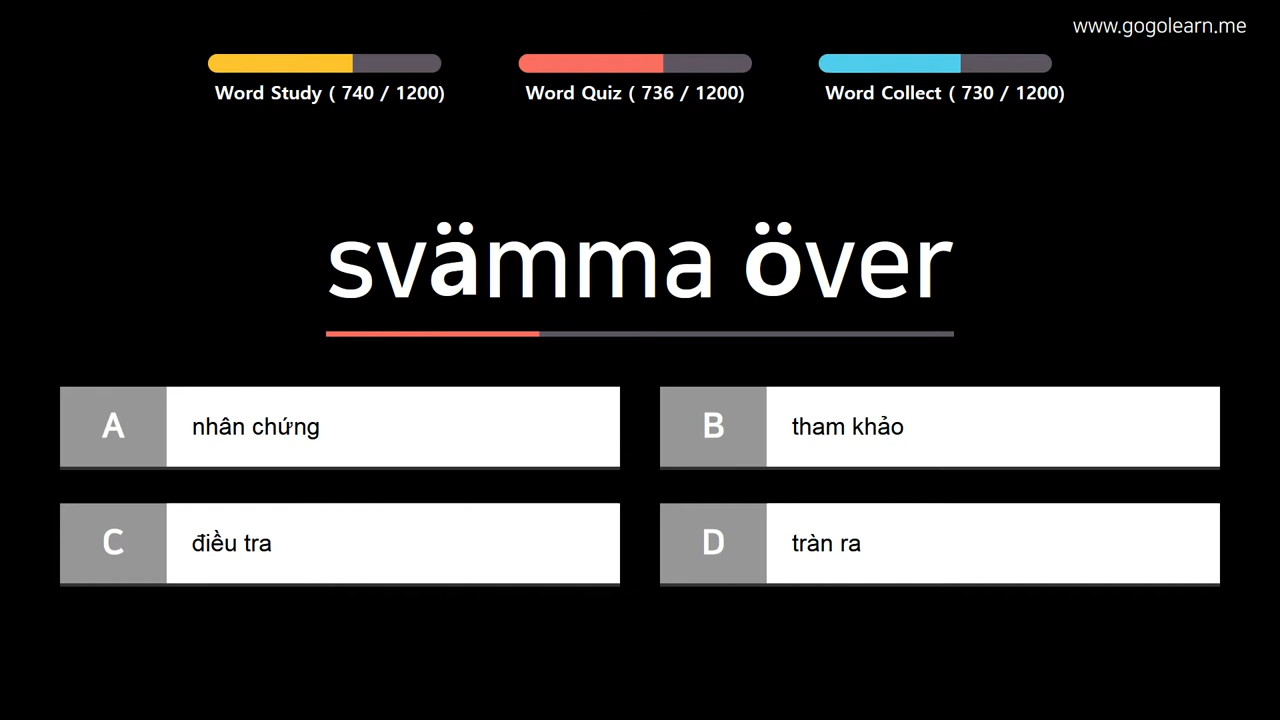 www.gogolearn.me
Word Study ( 740 / 1200)
Word Quiz ( 736 / 1200)
Word Collect ( 730 / 1200)
svämma över
A nhân chứng
B tham khảo
C điều tra
D tràn ra